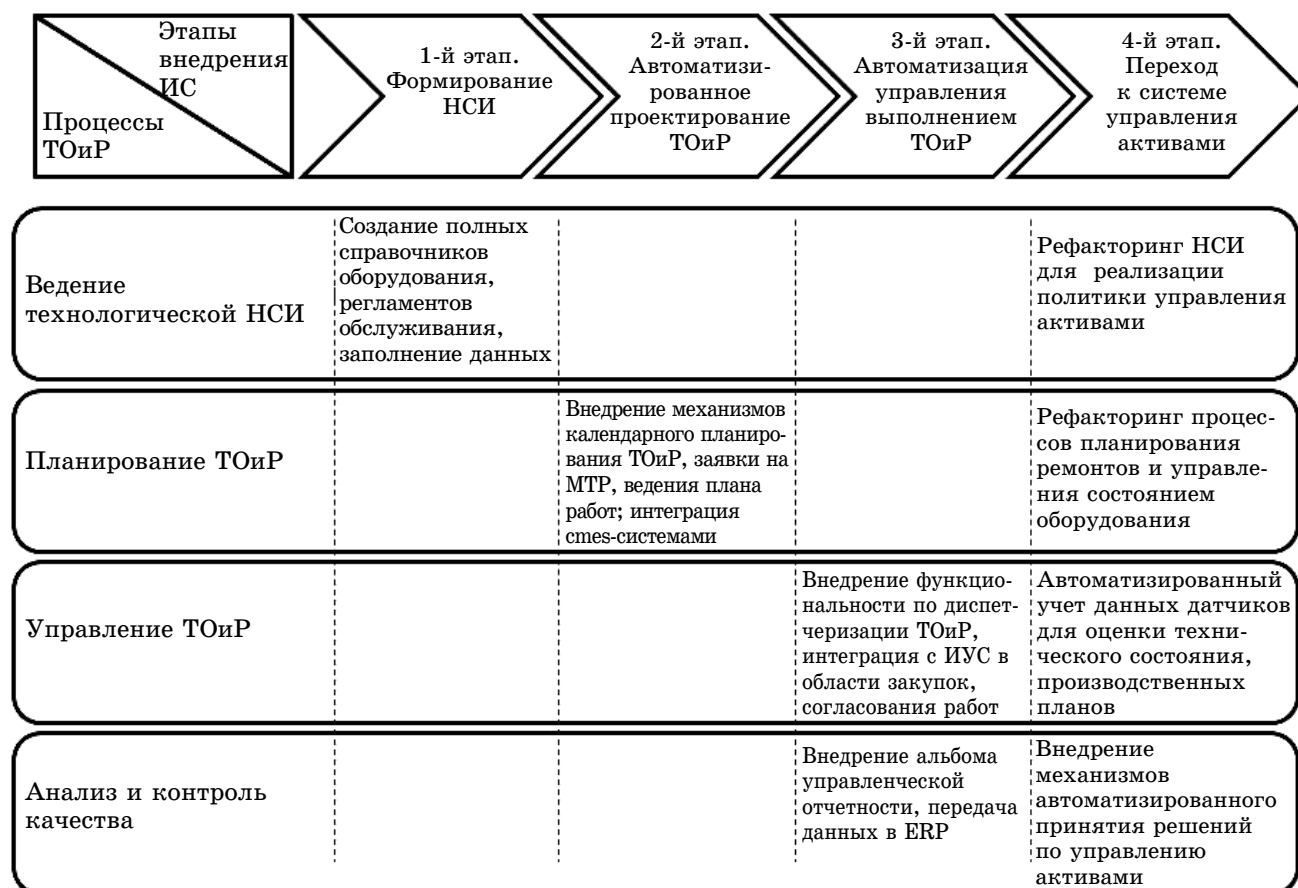 Этапы
внедрения
ИС
Процессы
ТОиР
1-й этап.
Формирование
НСИ
2-й этап.
Автоматизи-
рованное
проектирование
ТОиР
3-й этап.
Автоматизация
управления
выполнением
ТОиР
4-й этап.
Переход
к системе
управления
активами
Ведение
технологической НСИ
Создание полных
справочников
оборудования,
регламентов
обслуживания,
заполнение данных
Рефакторинг НСИ
для реализации
политики управления
активами
Планирование ТОиР
Внедрение механизмов
календарного планиро-
вания ТОиР, заявки на
МТР, ведения плана
работ; интеграция
cmes-системами
Рефакторинг процес-
сов планирования
ремонтов и управле-
ния состоянием
оборудования
Управление ТОиР
Внедрение функцио-
нальности по диспет-
черизации ТОиР,
интеграция с ИУС в
области закупок,
согласования работ
Автоматизированный
учет данных датчиков
для оценки техни-
ческого состояния,
производственных
планов
Анализ и контроль
качества
Внедрение альбома
управленческой
отчетности, передача
данных в ERP
Внедрение
механизмов
автоматизированного
принятия решений
по управлению
активами